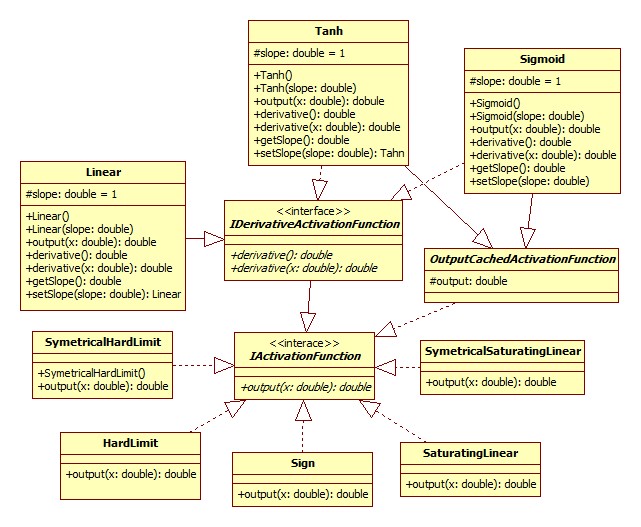 Tanh
#slope: double = 1
+Tanh()
+Tanh(slope: double)
+output(x: double): dobule
+derivative(): double
+derivative(x: double): double
+getSlope(): double
+setSlope(slope: double): Tahn
Sigmoid
#slope: double = 1
+Sigmoid()
+Sigmoid(slope: double)
+output(x: double): double
+derivative(): double
+derivative(x: double): double
+getSlope(): double
+setSlope(slope: double)
Linear
#slope: double = 1
+Linear()
+Linear(slope: double)
+output(x: double): double
+derivative(): double
+derivative(x: double): double
+getSlope(): double
+setSlope(slope: double): Linear
<<interface>>
IDerivativeActivationFunction
+derivative(): double
+derivative(x: double): double
OutputCachedActivationFunction
#output: double
SymetricalHardLimit
+SymetricalHardLimit()
+output(x: double): double
<<interace>>
IActivationFunction
+output(x: double): double
SymetricalSaturatingLinear
+output(x: double): double
HardLimit
+output(x: double): double
Sign
+output(x: double): double
SaturatingLinear
+output(x: double): double